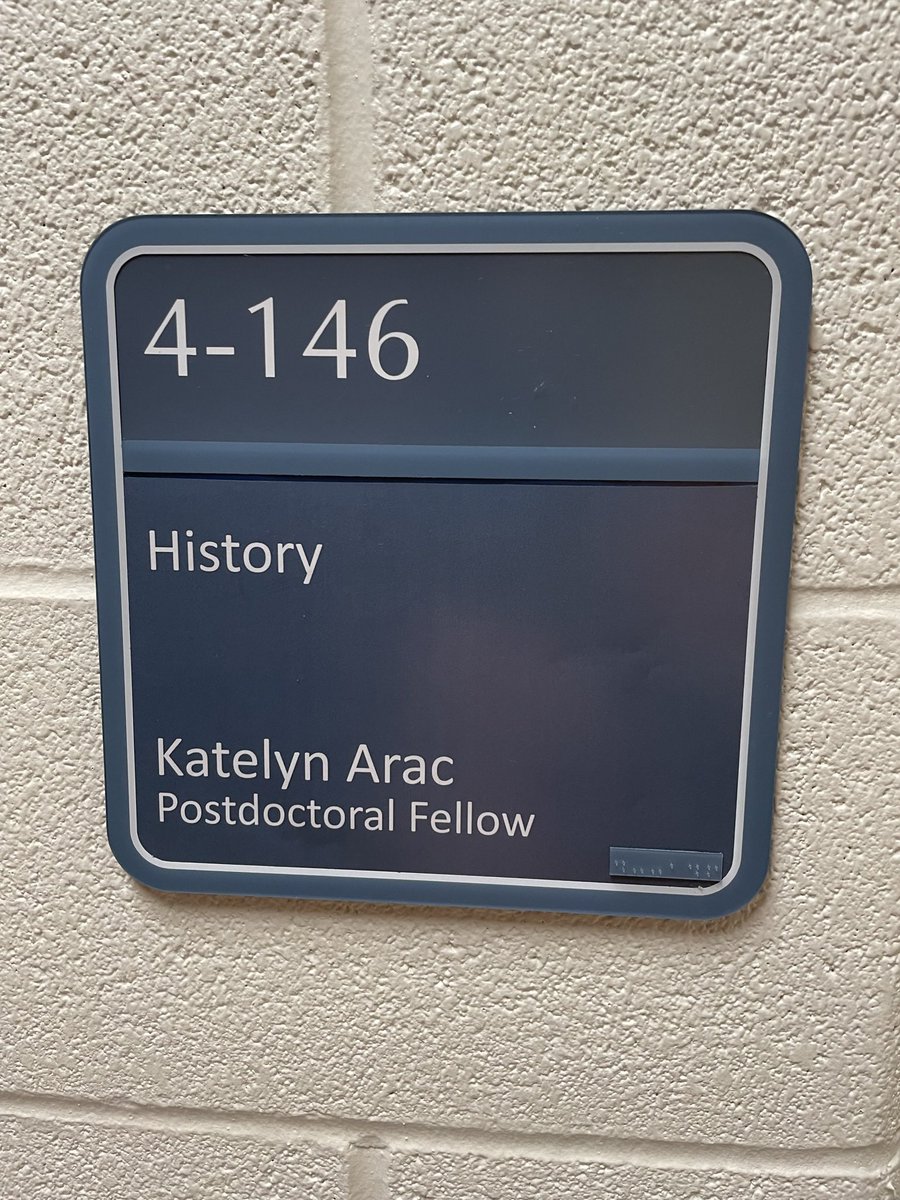 4-146
History
Katelyn Arac
Postdoctoral Fellow